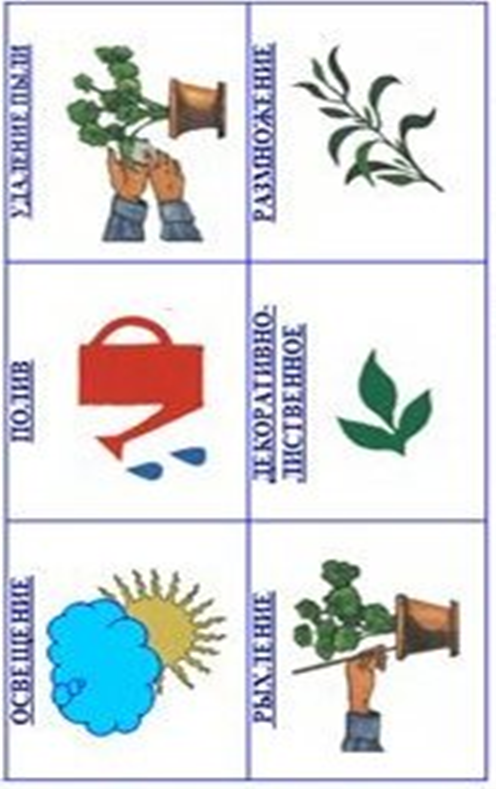 ОСВЕЩЕНИЕ
ПОЛИВ
УДАЛЕНИЕ ПЫЛИ
РЫХЛЕНИЕ
ДЕКОРАТИВНО-
ЛИСТВЕННОЕ
РАЗМНОЖЕНИЕ